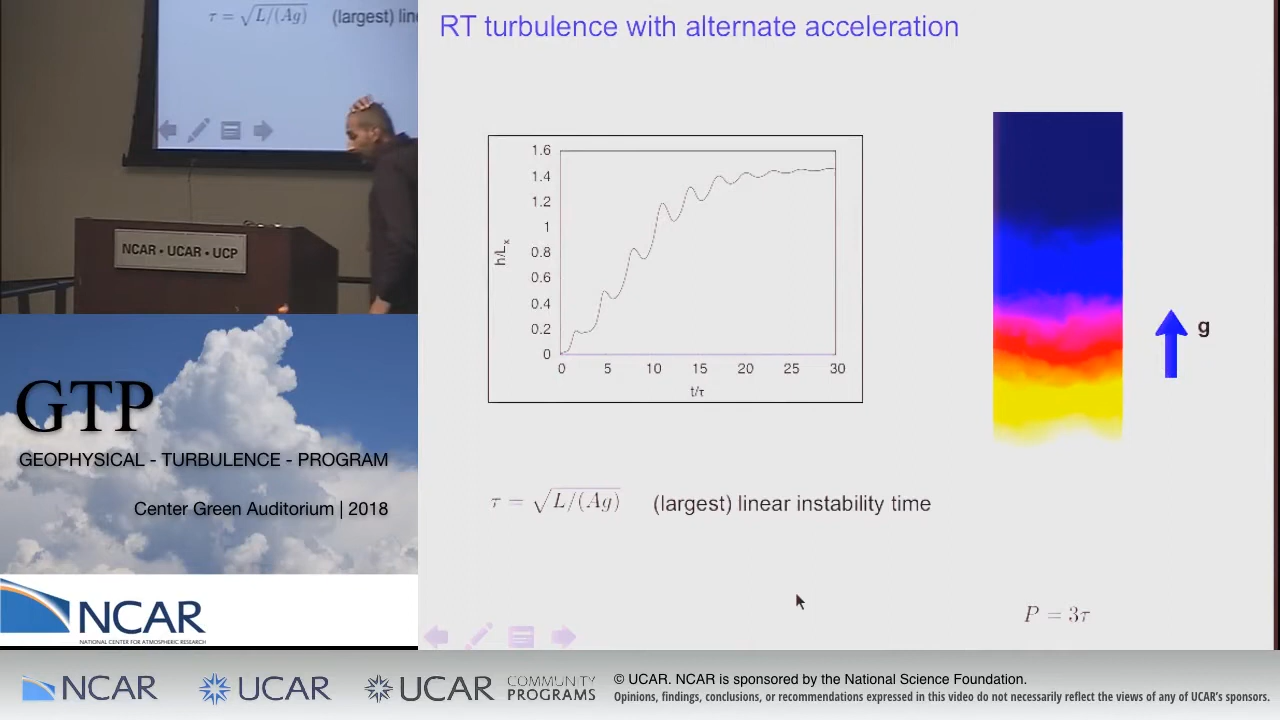 τ = √L/(Ag) (largest) lin
NCAR • UCAR • UCP
GTP
GEOPHYSICAL - TURBULENCE - PROGRAM
Center Green Auditorium | 2018
NCAR
NATIONAL CENTER FOR ATMOSPHERIC RESEARCH
RT turbulence with alternate acceleration
1.6
1.4
1.2
1
0.8
0.6
0.4
0.2
0
h/Lx
0 5 10 15 20 25 30
t/τ
g
τ = √L/(Ag) (largest) linear instability time
P = 3τ
NCAR UCAR UCAR COMMUNITY PROGRAMS
© UCAR. NCAR is sponsored by the National Science Foundation.
Opinions, findings, conclusions, or recommendations expressed in this video do not necessarily reflect the views of any of UCAR's sponsors.